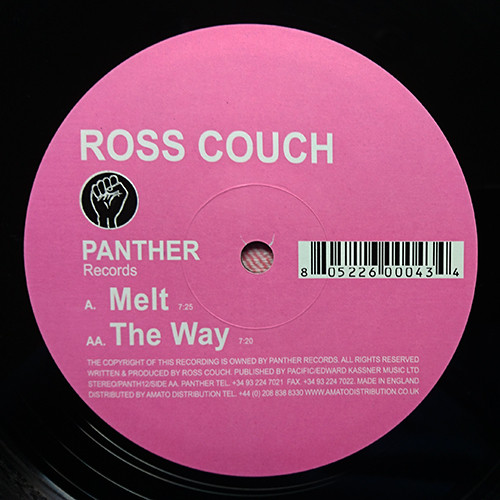 ROSS COUCH
PANTHER
Records
A. Melt 7:25
AA. The Way 7:20
8 05226 00043 4
THE COPYRIGHT OF THIS RECORDING IS OWNED BY PANTHER RECORDS. ALL RIGHTS RESERVED
WRITTEN & PRODUCED BY ROSS COUCH. PUBLISHED BY PACIFIC/EDWARD KASSNER MUSIC LTD
STEREO/PANTH12/SIDE AA. PANTHER TEL. +34 93 224 7021 FAX. +34 93 224 7022. MADE IN ENGLAND
DISTRIBUTED BY AMATO DISTRIBUTION TEL. +44 (0) 208 838 8330 WWW.AMATODISTRIBUTION.CO.UK